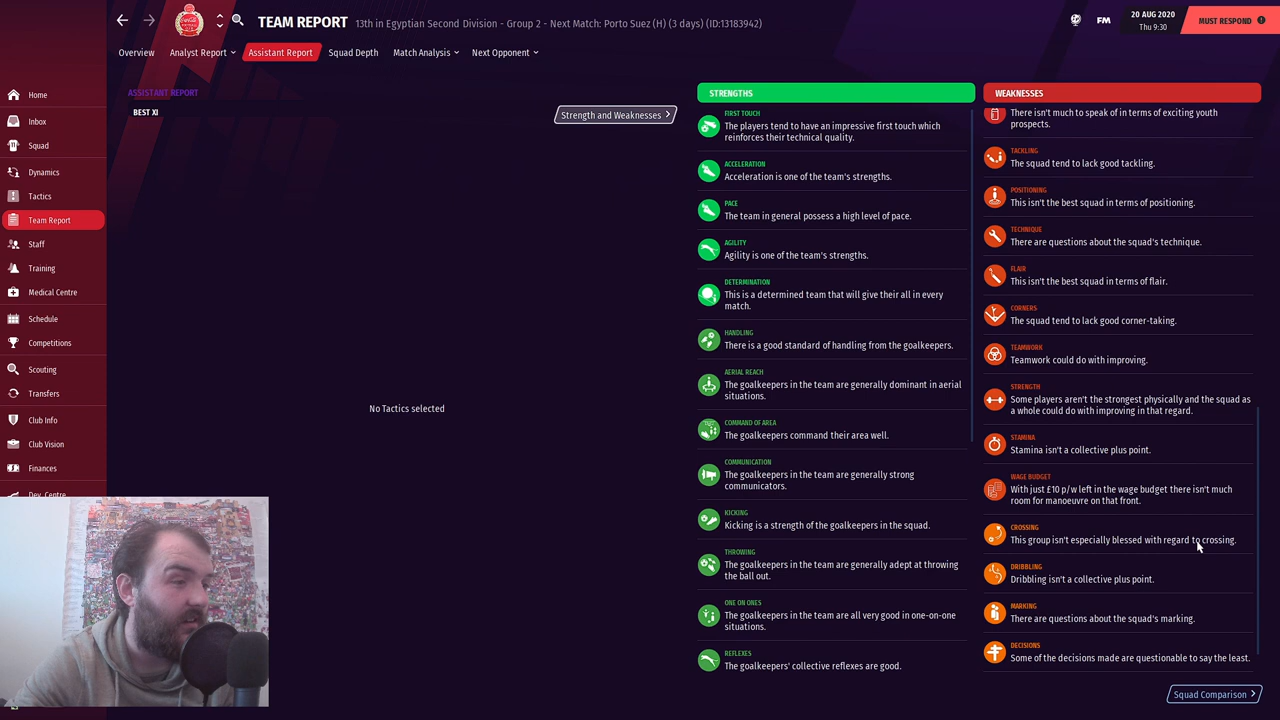 TEAM REPORT
13th in Egyptian Second Division - Group 2 - Next Match: Porto Suez (H) (3 days) (ID:13183942)
FM
20 AUG 2020
Thu 9:30
MUST RESPOND
Overview
Analyst Report
Assistant Report
Squad Depth
Match Analysis
Next Opponent
Home
Inbox
Squad
Dynamics
Tactics
Team Report
Staff
Training
Medical Centre
Schedule
Competitions
Scouting
Transfers
Club Info
Club Vision
Finances
Dev. Centre
ASSISTANT REPORT
BEST XI
Strength and Weaknesses
No Tactics selected
STRENGTHS
FIRST TOUCH
The players tend to have an impressive first touch which
reinforces their technical quality.
ACCELERATION
Acceleration is one of the team's strengths.
PACE
The team in general possess a high level of pace.
AGILITY
Agility is one of the team's strengths.
DETERMINATION
This is a determined team that will give their all in every
match.
HANDLING
There is a good standard of handling from the goalkeepers.
AERIAL REACH
The goalkeepers in the team are generally dominant in aerial
situations.
COMMAND OF AREA
The goalkeepers command their area well.
COMMUNICATION
The goalkeepers in the team are generally strong
communicators.
KICKING
Kicking is a strength of the goalkeepers in the squad.
THROWING
The goalkeepers in the team are generally adept at throwing
the ball out.
ONE ON ONES
The goalkeepers in the team are all very good in one-on-one
situations.
REFLEXES
The goalkeepers' collective reflexes are good.
WEAKNESSES
There isn't much to speak of in terms of exciting youth
prospects.
TACKLING
The squad tend to lack good tackling.
POSITIONING
This isn't the best squad in terms of positioning.
TECHNIQUE
There are questions about the squad's technique.
FLAIR
This isn't the best squad in terms of flair.
CORNERS
The squad tend to lack good corner-taking.
TEAMWORK
Teamwork could do with improving.
STRENGTH
Some players aren't the strongest physically and the squad as
a whole could do with improving in that regard.
STAMINA
Stamina isn't a collective plus point.
WAGE BUDGET
With just £10 p/w left in the wage budget there isn't much
room for manoeuvre on that front.
CROSSING
This group isn't especially blessed with regard to crossing.
DRIBBLING
Dribbling isn't a collective plus point.
MARKING
There are questions about the squad's marking.
DECISIONS
Some of the decisions made are questionable to say the least.
Squad Comparison